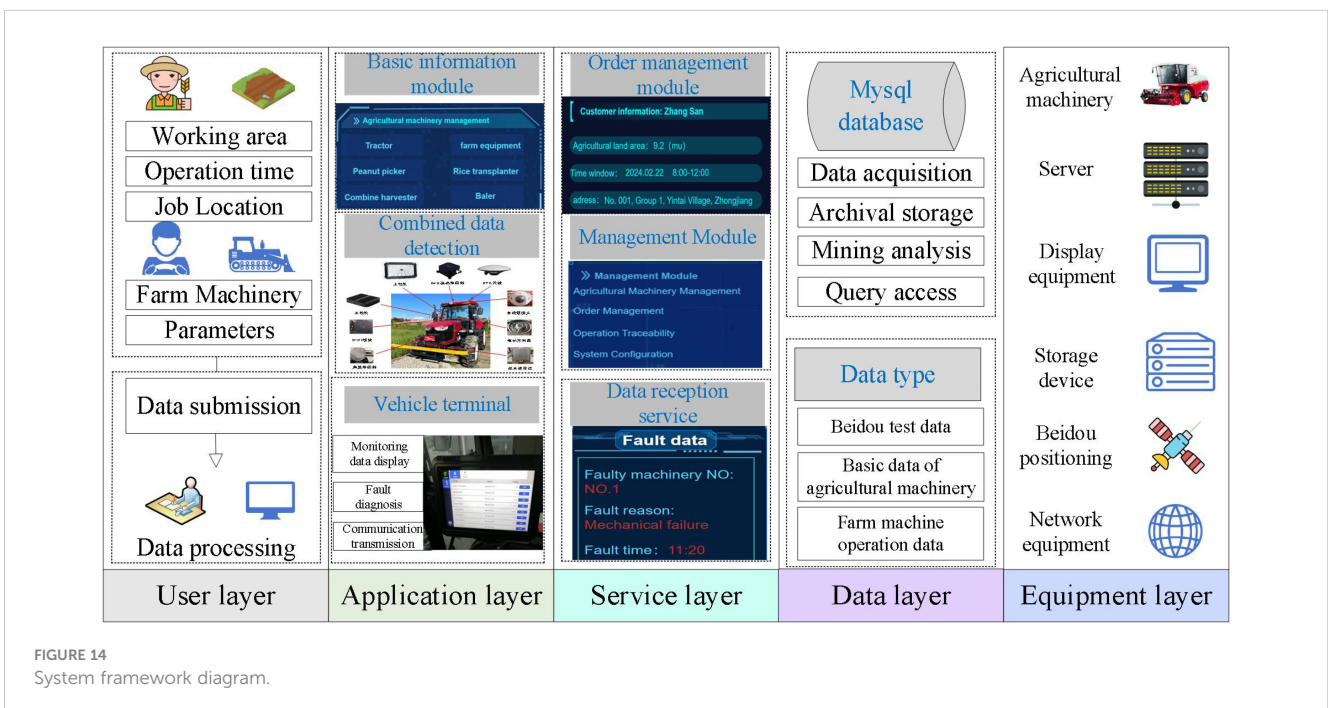 Working area
Operation time
Job Location
Farm Machinery
Parameters
Data submission
Data processing
User layer
Basic information
module
Agricultural machinery management
Tractor
farm equipment
Peanut picker
Rice transplanter
Combine harvester
Baler
Combined data
detection
Vehicle terminal
Monitoring
data display
Fault
diagnosis
Communication
transmission
Application layer
Order management
module
Customer information: Zhang San
Agricultural land area: 9.2 (mu)
Time window: 2024.02.22 8:00-12:00
adress: No. 001, Group 1, Yintai Village, Zhongjiang
Management Module
Management Module
Agricultural Machinery Management
Order Management
Operation Traceability
System Configuration
Data reception
service
Fault data
Faulty machinery NO:
NO.1
Fault reason:
Mechanical failure
Fault time: 11:20
Service layer
Mysql
database
Data acquisition
Archival storage
Mining analysis
Query access
Data type
Beidou test data
Basic data of
agricultural machinery
Farm machine
operation data
Data layer
Agricultural
machinery
Server
Display
equipment
Storage
device
Beidou
positioning
Network
equipment
Equipment layer
FIGURE 14
System framework diagram.